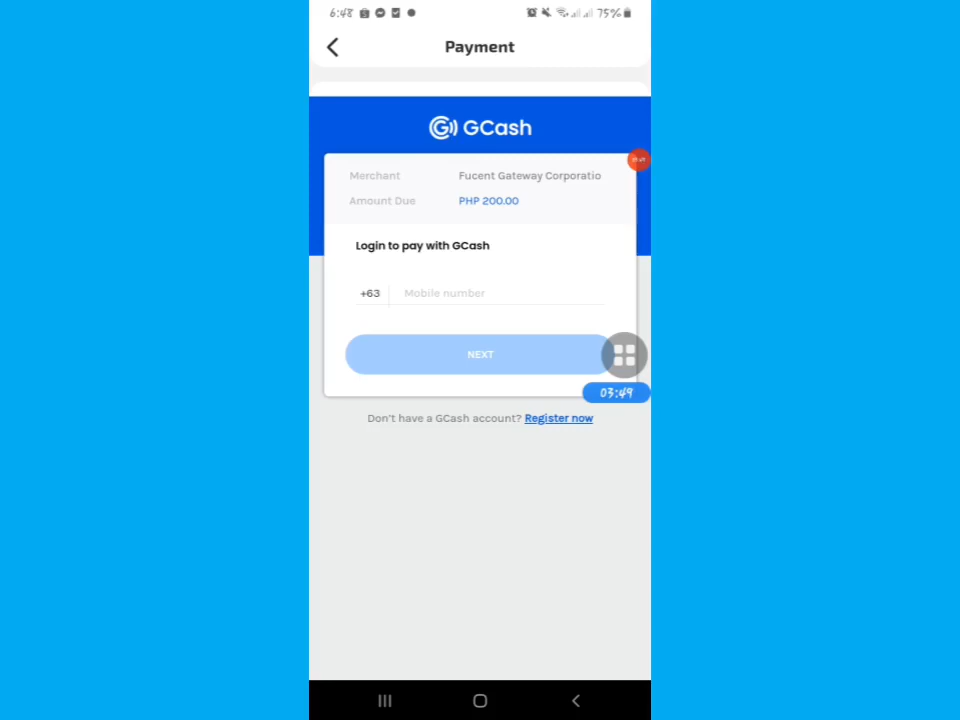 6:48 75%
Payment
GCash
Merchant Fucent Gateway Corporatio
Amount Due PHP 200.00
Login to pay with GCash
+63 Mobile number
NEXT
03:49
Don't have a GCash account? Register now